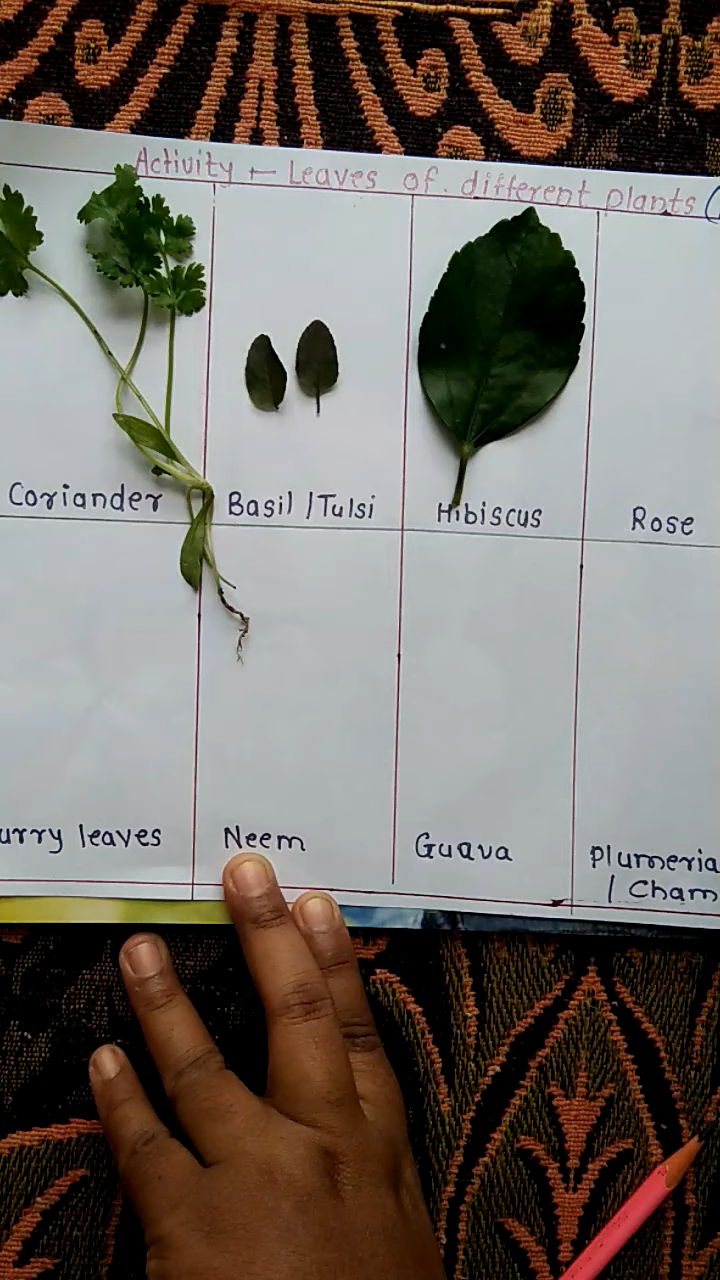 Activity - Leaves of different plants (
Coriander
Basil / Tulsi
Hibiscus
Rose
urry leaves
Neem
Guava
Plumeria
/ Cham